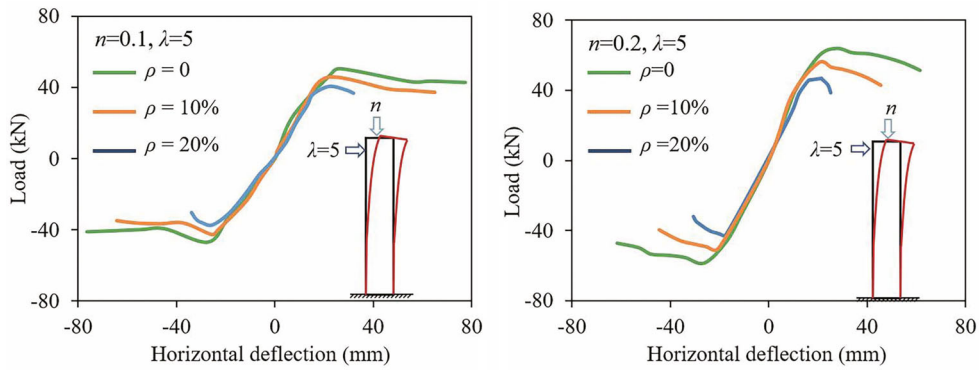 80
40
0
-40
-80
Load (kN)
n=0.1, λ=5
ρ = 0
ρ = 10%
ρ = 20%
n
λ=5
-80
-40
0
40
80
Horizontal deflection (mm)
80
40
0
-40
-80
Load (kN)
n=0.2, λ=5
ρ=0
ρ=10%
ρ=20%
n
λ=5
-80
-40
0
40
80
Horizontal deflection (mm)